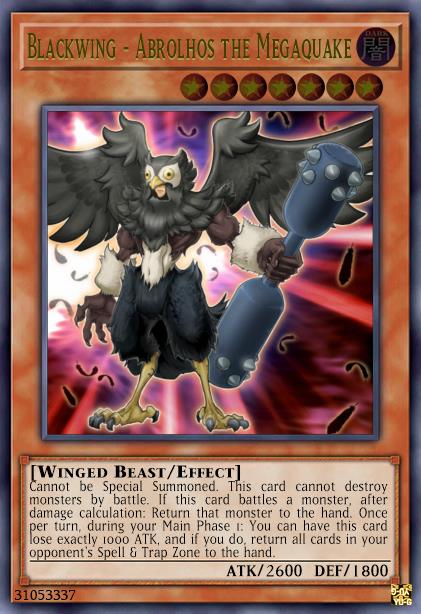 BLACKWING - ABROLHOS THE MEGAQUAKE
DARK
闇
[WINGED BEAST/EFFECT]
Cannot be Special Summoned. This card cannot destroy
monsters by battle. If this card battles a monster, after
damage calculation: Return that monster to the hand. Once
per turn, during your Main Phase 1: You can have this card
lose exactly 1000 ATK, and if you do, return all cards in your
opponent's Spell & Trap Zone to the hand.
ATK/2600 DEF/1800
31053337